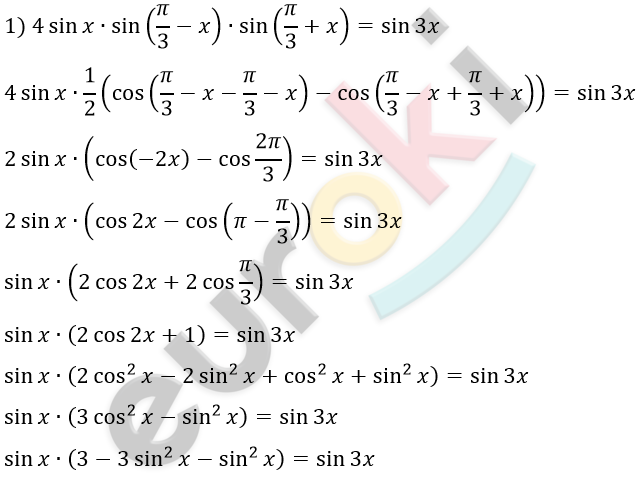 1) 4 sin x · sin (π/3 − x) · sin (π/3 + x) = sin 3x
4 sin x · 1/2 (cos (π/3 − x − π/3 − x) − cos (π/3 − x + π/3 + x)) = sin 3x
2 sin x · (cos(−2x) − cos 2π/3) = sin 3x
2 sin x · (cos 2x − cos (π − π/3)) = sin 3x
sin x · (2 cos 2x + 2 cos π/3) = sin 3x
sin x · (2 cos 2x + 1) = sin 3x
sin x · (2 cos² x − 2 sin² x + cos² x + sin² x) = sin 3x
sin x · (3 cos² x − sin² x) = sin 3x
sin x · (3 − 3 sin² x − sin² x) = sin 3x
euroki